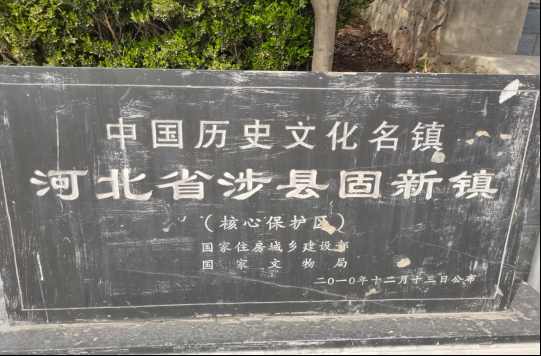 中国历史文化名镇
河北省涉县固新镇
（核心保护区）
国家住房城乡建设部
国家文物局
二〇一〇年十二月十三日公布